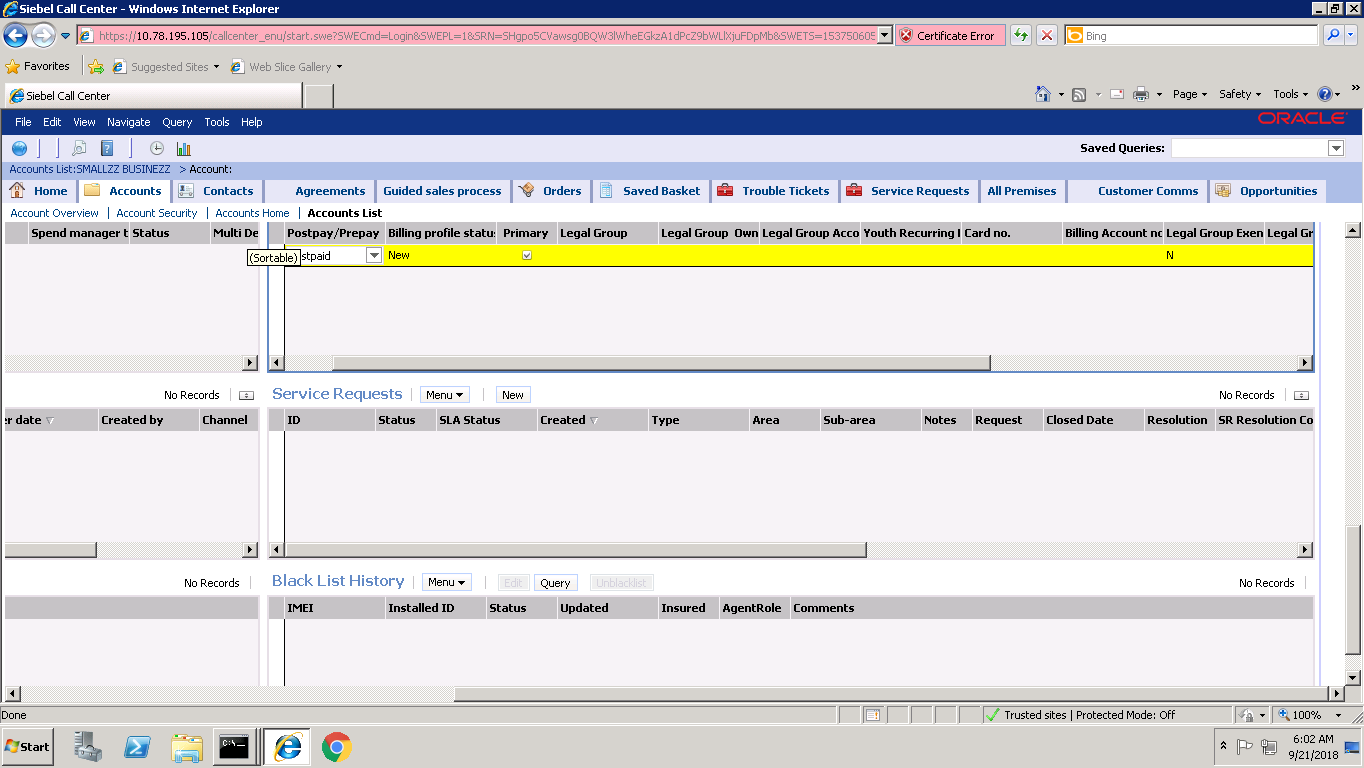 Siebel Call Center - Windows Internet Explorer
https://10.78.195.105/callcenter_enu/start.swe?SWECmd=Login&SWEPL=1&SRN= Certificate Error Bing
Favorites Suggested Sites Web Slice Gallery
Siebel Call Center Page Safety Tools
File Edit View Navigate Query Tools Help ORACLE
Saved Queries:
Accounts List:SMALLZZ BUSINEZZ > Account:
Home Accounts Contacts Agreements Guided sales process Orders Saved Basket Trouble Tickets Service Requests All Premises Customer Comms Opportunities
Account Overview | Account Security | Accounts Home | Accounts List
Spend manager t Status Multi De Postpay/Prepay Billing profile status Primary Legal Group Legal Group Own Legal Group Acco Youth Recurring Card no. Billing Account no Legal Group Exen Legal Gr
(Sortable) stpaid New N
No Records Service Requests Menu New No Records
er date Created by Channel ID Status SLA Status Created Type Area Sub-area Notes Request Closed Date Resolution SR Resolution Co
No Records Black List History Menu Edit Query Unblacklist No Records
IMEI Installed ID Status Updated Insured AgentRole Comments
Done Trusted sites | Protected Mode: Off 100%
Start C:\. 6:02 AM
9/21/2018